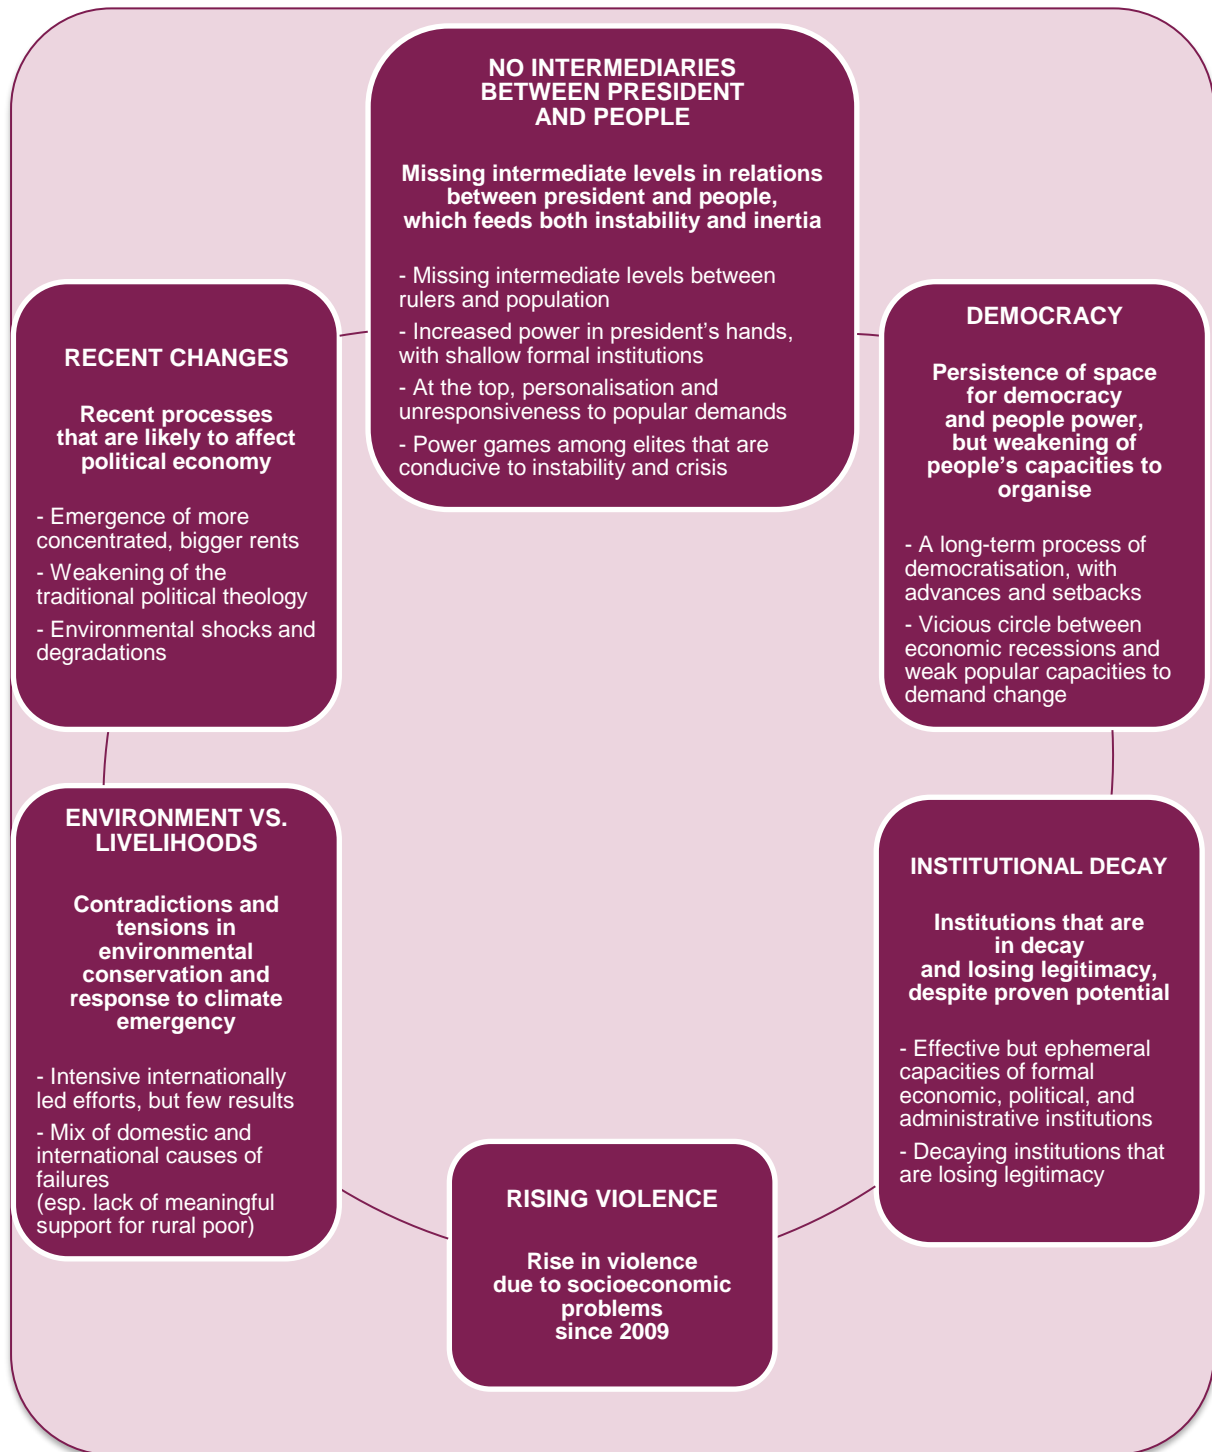 NO INTERMEDIARIES
BETWEEN PRESIDENT
AND PEOPLE
Missing intermediate levels in relations
between president and people,
which feeds both instability and inertia
- Missing intermediate levels between
rulers and population
- Increased power in president’s hands,
with shallow formal institutions
- At the top, personalisation and
unresponsiveness to popular demands
- Power games among elites that are
conducive to instability and crisis
DEMOCRACY
Persistence of space
for democracy
and people power,
but weakening of
people’s capacities to
organise
- A long-term process of
democratisation, with
advances and setbacks
- Vicious circle between
economic recessions and
weak popular capacities to
demand change
INSTITUTIONAL DECAY
Institutions that are
in decay
and losing legitimacy,
despite proven potential
- Effective but ephemeral
capacities of formal
economic, political, and
administrative institutions
- Decaying institutions that
are losing legitimacy
RISING VIOLENCE
Rise in violence
due to socioeconomic
problems
since 2009
ENVIRONMENT VS.
LIVELIHOODS
Contradictions and
tensions in
environmental
conservation and
response to climate
emergency
- Intensive internationally
led efforts, but few results
- Mix of domestic and
international causes of
failures
(esp. lack of meaningful
support for rural poor)
RECENT CHANGES
Recent processes
that are likely to affect
political economy
- Emergence of more
concentrated, bigger rents
- Weakening of the
traditional political theology
- Environmental shocks and
degradations